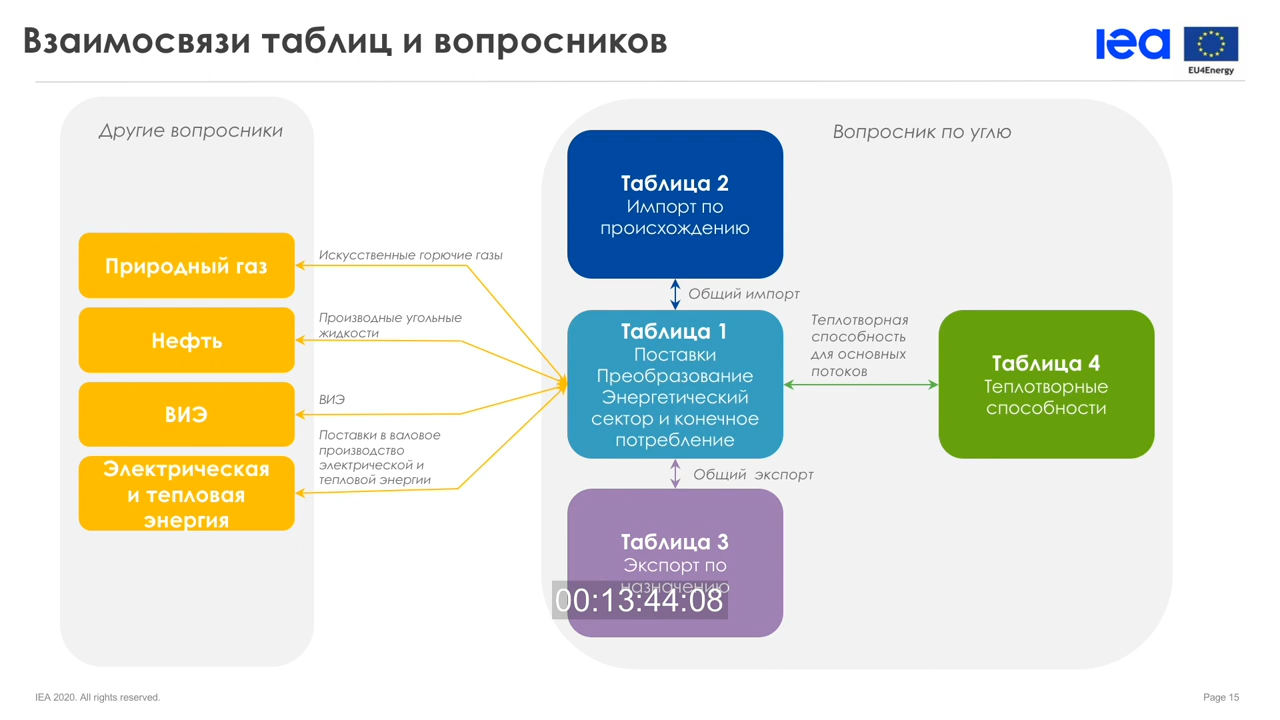 Взаимосвязи таблиц и вопросников
iea
EU4Energy
Другие вопросники
Вопросник по углю
Таблица 2
Импорт по
происхождению
Природный газ
Искусственные горючие газы
Общий импорт
Нефть
Производные угольные
жидкости
Таблица 1
Поставки
Преобразование
Энергетический
сектор и конечное
потребление
Теплотворная
способность
для основных
потоков
Таблица 4
Теплотворные
способности
ВИЭ
ВИЭ
Поставки в валовое
производство
электрической и
тепловой энергии
Электрическая
и тепловая
энергия
Общий экспорт
Таблица 3
Экспорт по
назначению
00:13:44:08
IEA 2020. All rights reserved.
Page 15